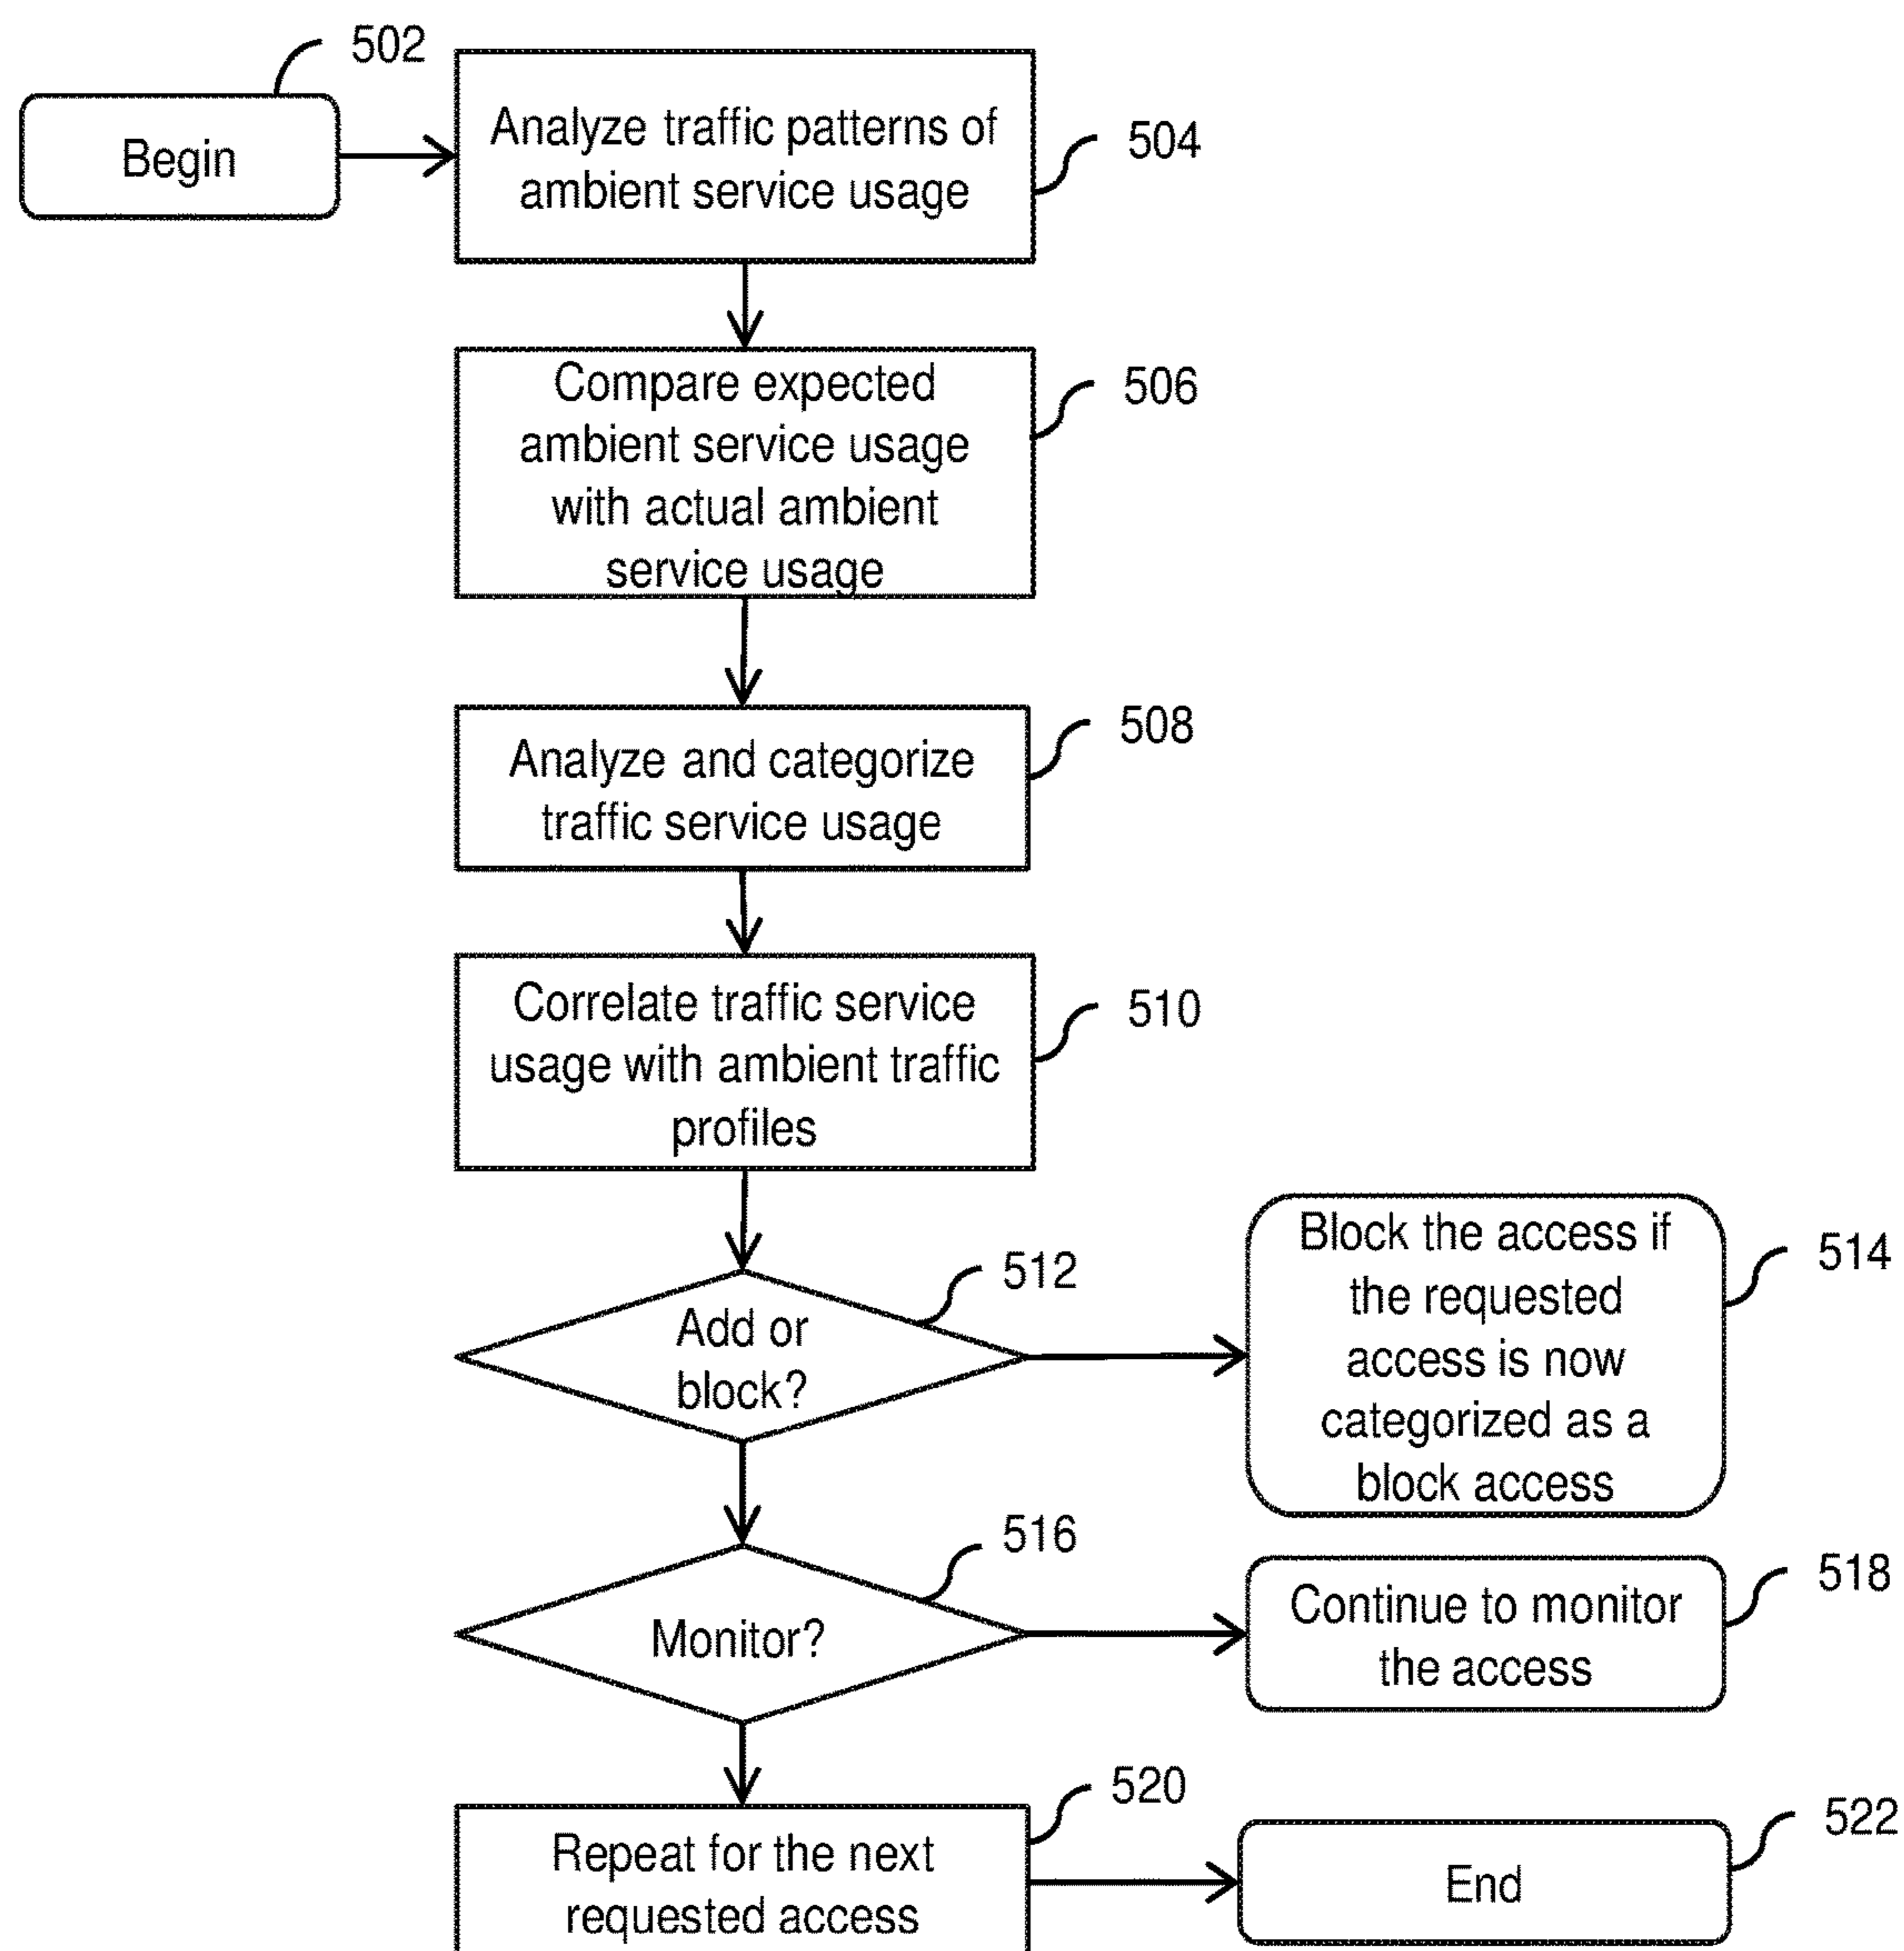 502
Begin
Analyze traffic patterns of
ambient service usage
504
Compare expected
ambient service usage
with actual ambient
service usage
506
Analyze and categorize
traffic service usage
508
Correlate traffic service
usage with ambient traffic
profiles
510
Add or
block?
512
Block the access if
the requested
access is now
categorized as a
block access
514
Monitor?
516
Continue to monitor
the access
518
Repeat for the next
requested access
520
End
522